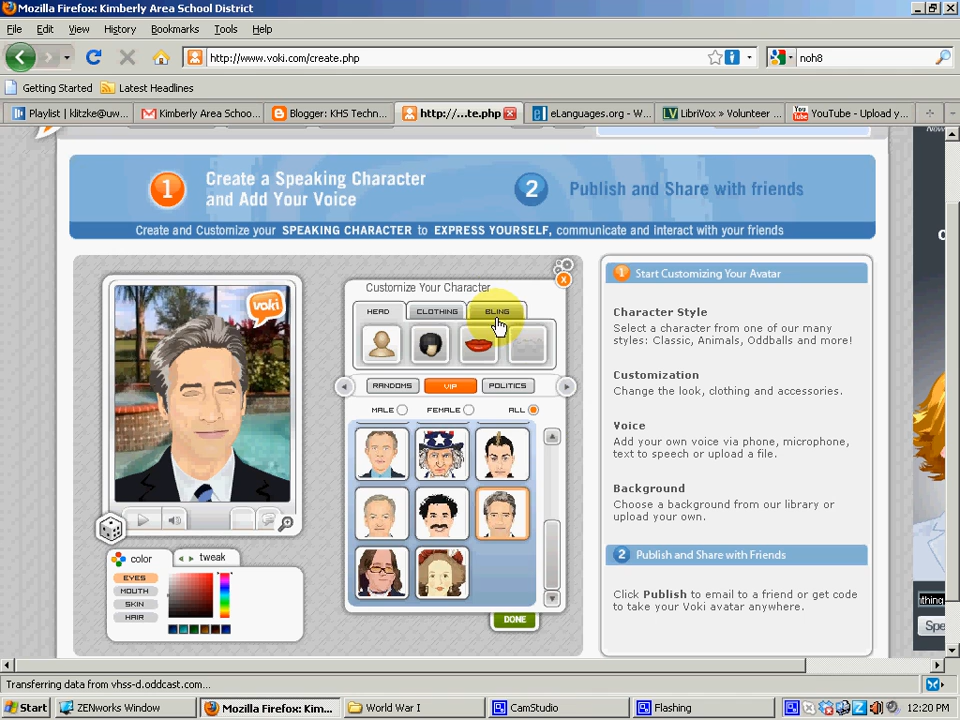 Mozilla Firefox: Kimberly Area School District
File Edit View History Bookmarks Tools Help
http://www.voki.com/create.php
noh8
Getting Started Latest Headlines
Playlist | klitzke@uw...
Kimberly Area Schoo...
Blogger: KHS Techn...
http://...te.php
eLanguages.org - W...
LibriVox » Volunteer ...
YouTube - Upload y...
1 Create a Speaking Character
and Add Your Voice
2 Publish and Share with friends
Create and Customize your SPEAKING CHARACTER to EXPRESS YOURSELF, communicate and interact with your friends
voki
Customize Your Character
HEAD CLOTHING BLING
RANDOMS VIP POLITICS
MALE FEMALE ALL
DONE
color tweak
EYES
MOUTH
SKIN
HAIR
1 Start Customizing Your Avatar
Character Style
Select a character from one of our many
styles: Classic, Animals, Oddballs and more!
Customization
Change the look, clothing and accessories.
Voice
Add your own voice via phone, microphone,
text to speech or upload a file.
Background
Choose a background from our library or
upload your own.
2 Publish and Share with Friends
Click Publish to email to a friend or get code
to take your Voki avatar anywhere.
thing
Spe
Transferring data from vhss-d.oddcast.com...
Start
ZENworks Window
Mozilla Firefox: Kim...
World War I
CamStudio
Flashing
12:20 PM